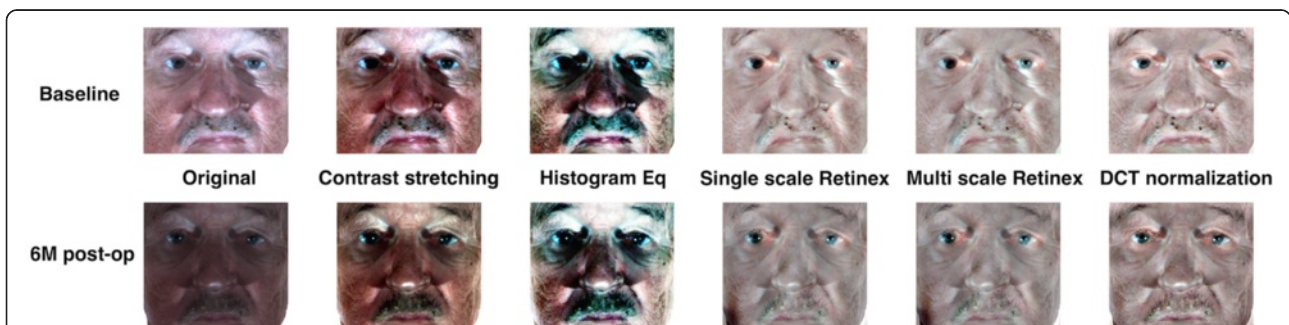 Baseline
Original Contrast stretching Histogram Eq Single scale Retinex Multi scale Retinex DCT normalization
6M post-op